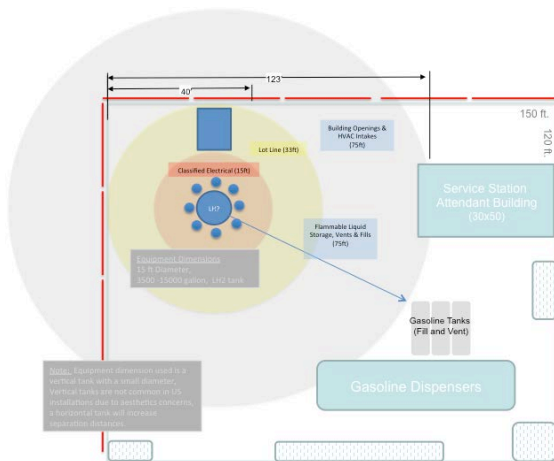 123
40
150 ft.
120 ft.
Building Openings &
HVAC Intakes
(75ft)
Lot Line (33ft)
Classified Electrical (15ft)
Service Station
Attendant Building
(30x50)
LH2
Flammable Liquid
Storage, Vents & Fills
(75ft)
Equipment Dimensions
15 ft Diameter,
3500 -15000 gallon, LH2 tank
Gasoline Tanks
(Fill and Vent)
Gasoline Dispensers
Note: Equipment dimension used is a
vertical tank with a small diameter,
Vertical tanks are not common in US
installations due to aesthetics concerns,
a horizontal tank will increase
separation distances